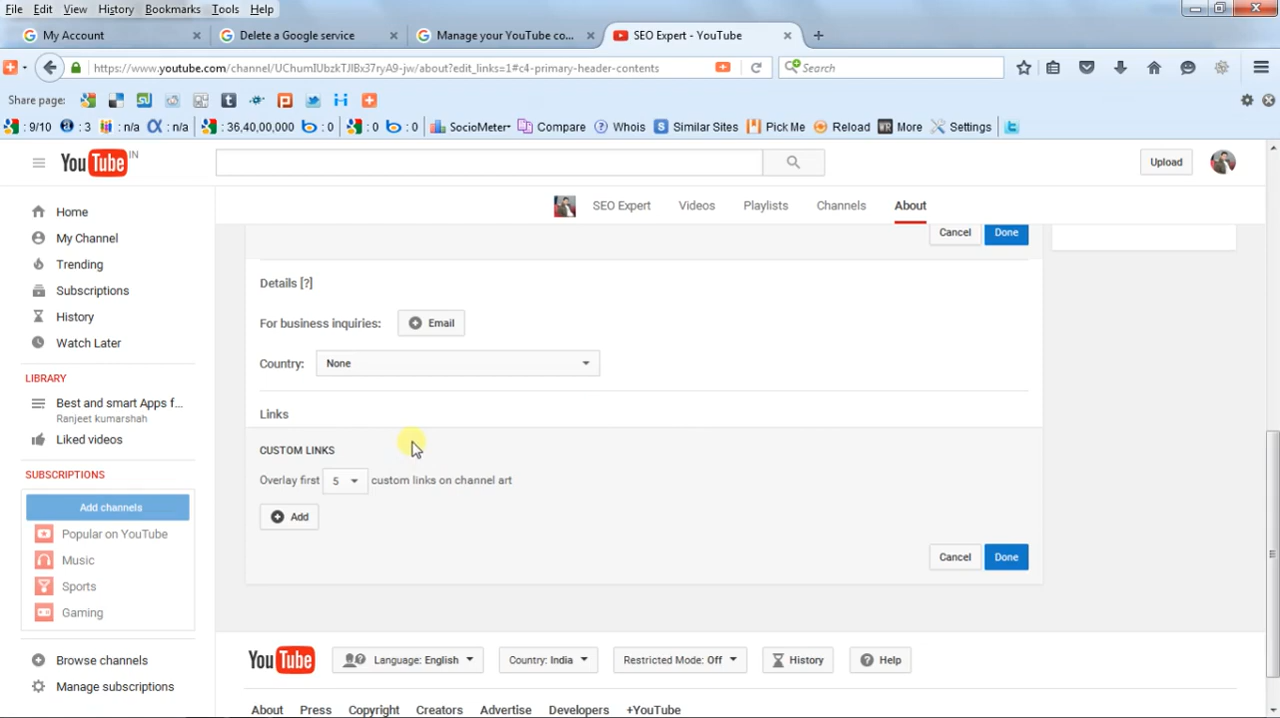 File Edit View History Bookmarks Tools Help
My Account
Delete a Google service
Manage your YouTube co...
SEO Expert - YouTube
https://www.youtube.com/channel/UChumIUbzkTJIBx37ryA9-jw/about?edit_links=1#c4-primary-header-contents
Search
Share page:
: 9/10 : 3 : n/a : n/a : 36,40,00,000 : 0 : 0 : 0 SocioMeter Compare Whois Similar Sites Pick Me Reload More Settings
YouTube IN
Upload
SEO Expert Videos Playlists Channels About
Home
My Channel
Trending
Subscriptions
History
Watch Later
LIBRARY
Best and smart Apps f...
Ranjeet kumarshah
Liked videos
SUBSCRIPTIONS
Add channels
Popular on YouTube
Music
Sports
Gaming
Browse channels
Manage subscriptions
Cancel Done
Details [?]
For business inquiries: Email
Country: None
Links
CUSTOM LINKS
Overlay first 5 custom links on channel art
Add
Cancel Done
YouTube Language: English Country: India Restricted Mode: Off History Help
About Press Copyright Creators Advertise Developers +YouTube